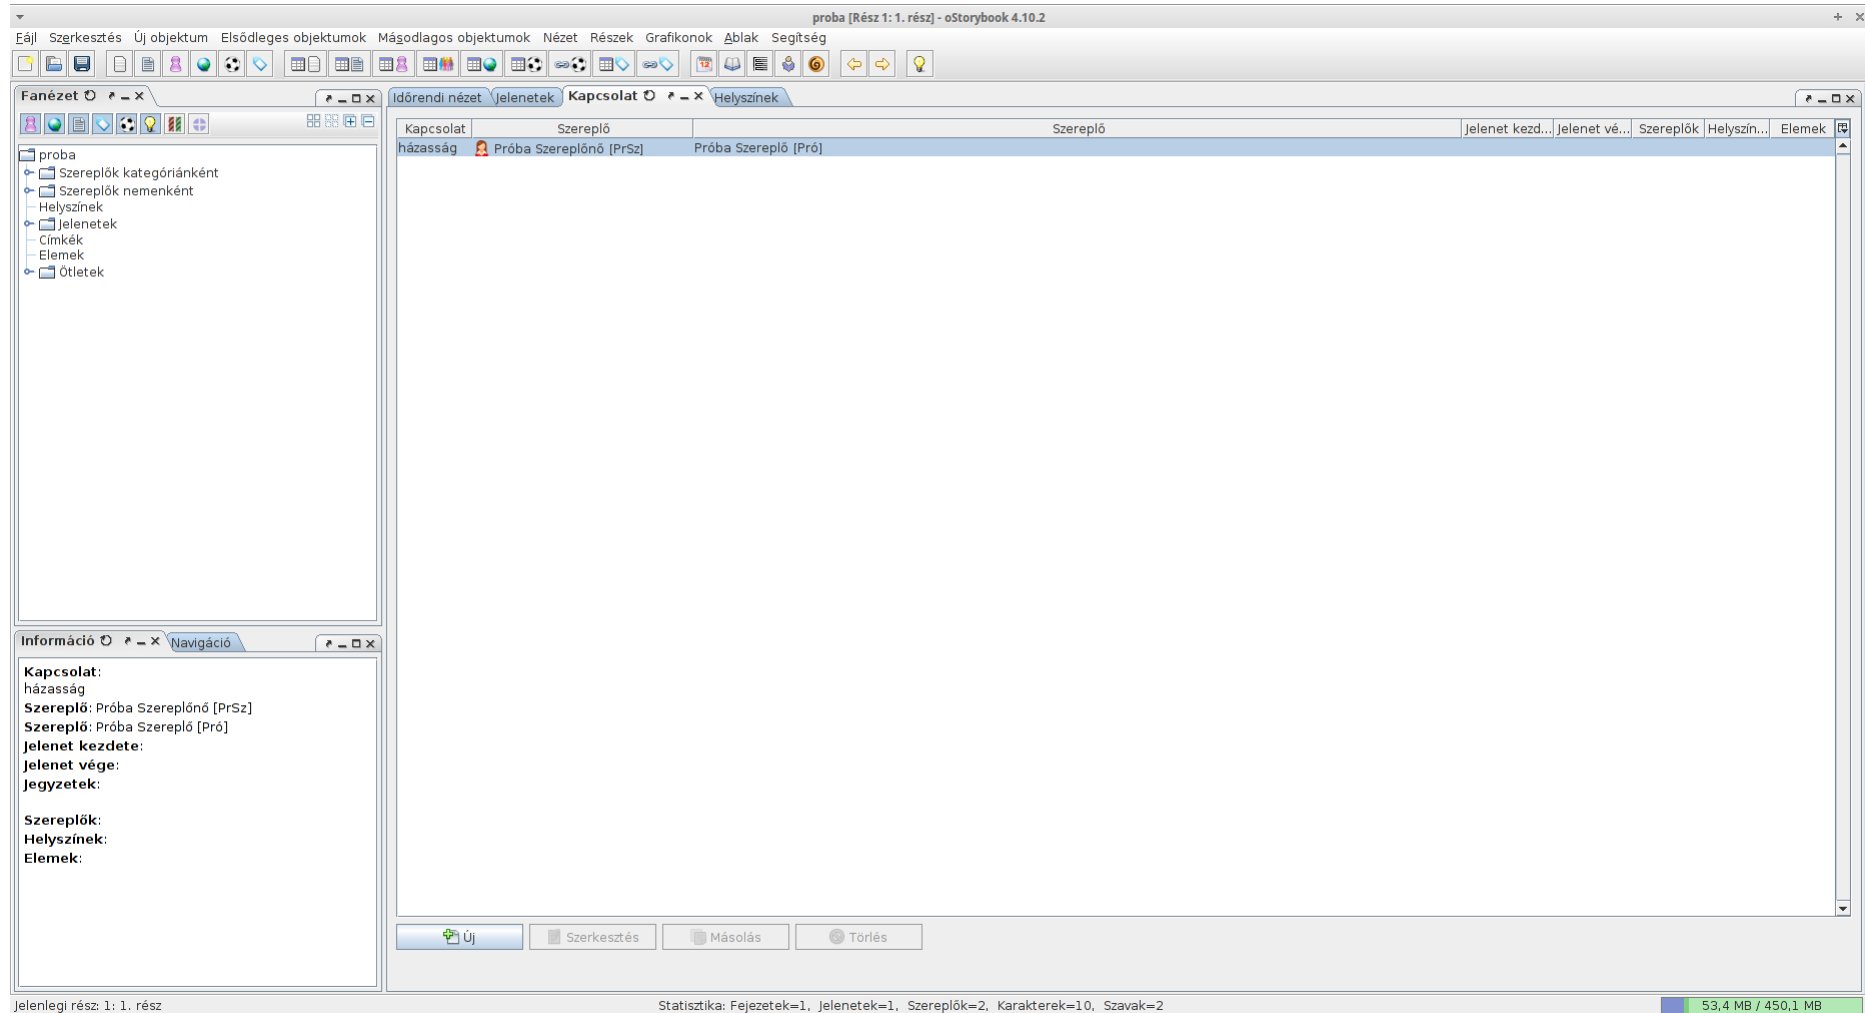 proba [Rész 1: 1. rész] - oStorybook 4.10.2
Fájl Szerkesztés Új objektum Elsődleges objektumok Másodlagos objektumok Nézet Részek Grafikonok Ablak Segítség
Fanézet
proba
Szereplők kategóriánként
Szereplők nemenként
Helyszínek
Jelenetek
Címkék
Elemek
Ötletek
Információ Navigáció
Kapcsolat:
házasság
Szereplő: Próba Szereplőnő [PrSz]
Szereplő: Próba Szereplő [Pró]
Jelenet kezdete:
Jelenet vége:
Jegyzetek:
Szereplők:
Helyszínek:
Elemek:
Időrendi nézet Jelenetek Kapcsolat Helyszínek
Kapcsolat Szereplő Szereplő Jelenet kezd... Jelenet vé... Szereplők Helyszín... Elemek
házasság Próba Szereplőnő [PrSz] Próba Szereplő [Pró]
Új Szerkesztés Másolás Törlés
Jelenlegi rész: 1: 1. rész Statisztika: Fejezetek=1, Jelenetek=1, Szereplők=2, Karakterek=10, Szavak=2 53,4 MB / 450,1 MB